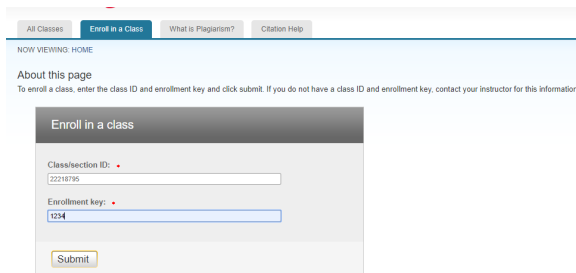 All Classes Enroll in a Class What is Plagiarism? Citation Help
NOW VIEWING: HOME
About this page
To enroll a class, enter the class ID and enrollment key and click submit. If you do not have a class ID and enrollment key, contact your instructor for this information
Enroll in a class
Class/section ID:
22218795
Enrollment key:
1234
Submit